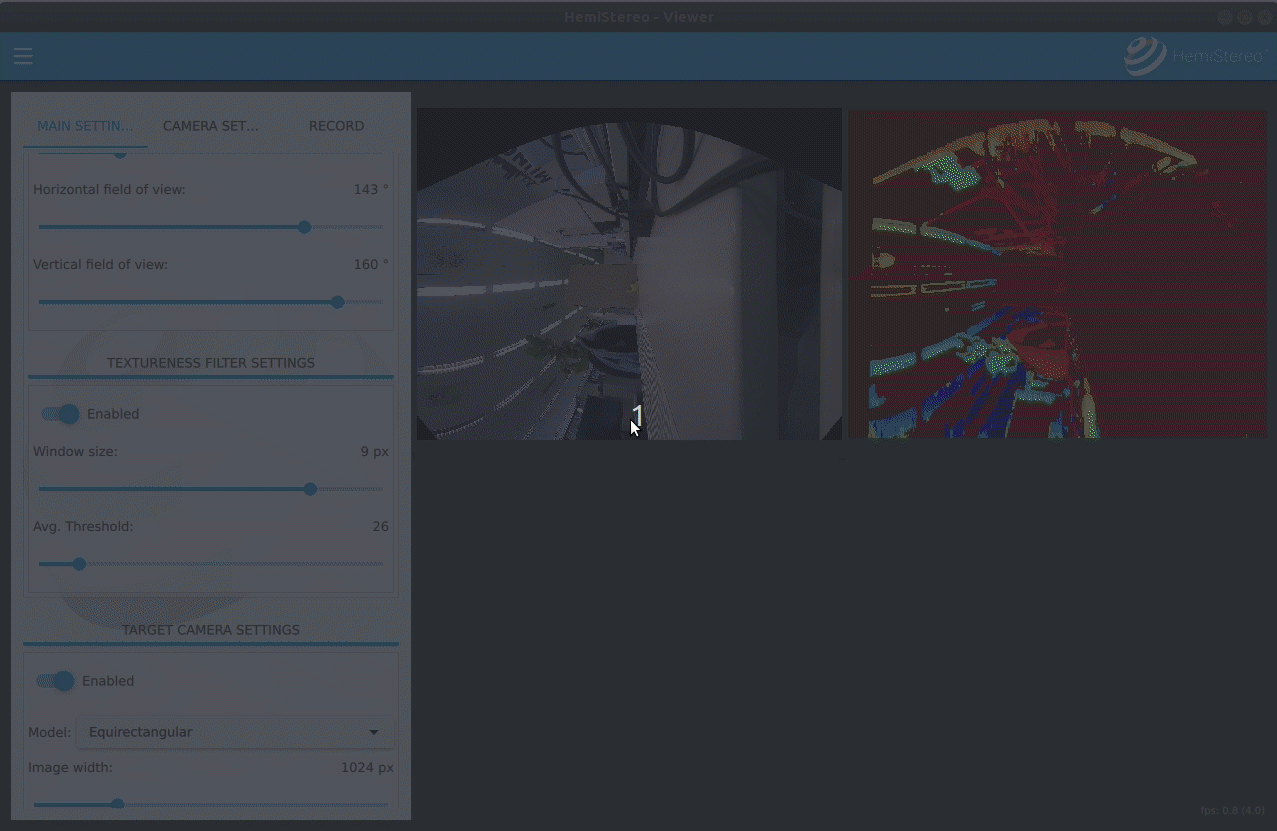 HemiStereo - Viewer
HemiStereo
MAIN SETTIN...
CAMERA SET...
RECORD
Horizontal field of view:
143 °
Vertical field of view:
160 °
TEXTURENESS FILTER SETTINGS
Enabled
Window size:
9 px
Avg. Threshold:
26
TARGET CAMERA SETTINGS
Enabled
Model:
Equirectangular
Image width:
1024 px
1
fps: 0.8 (4.0)